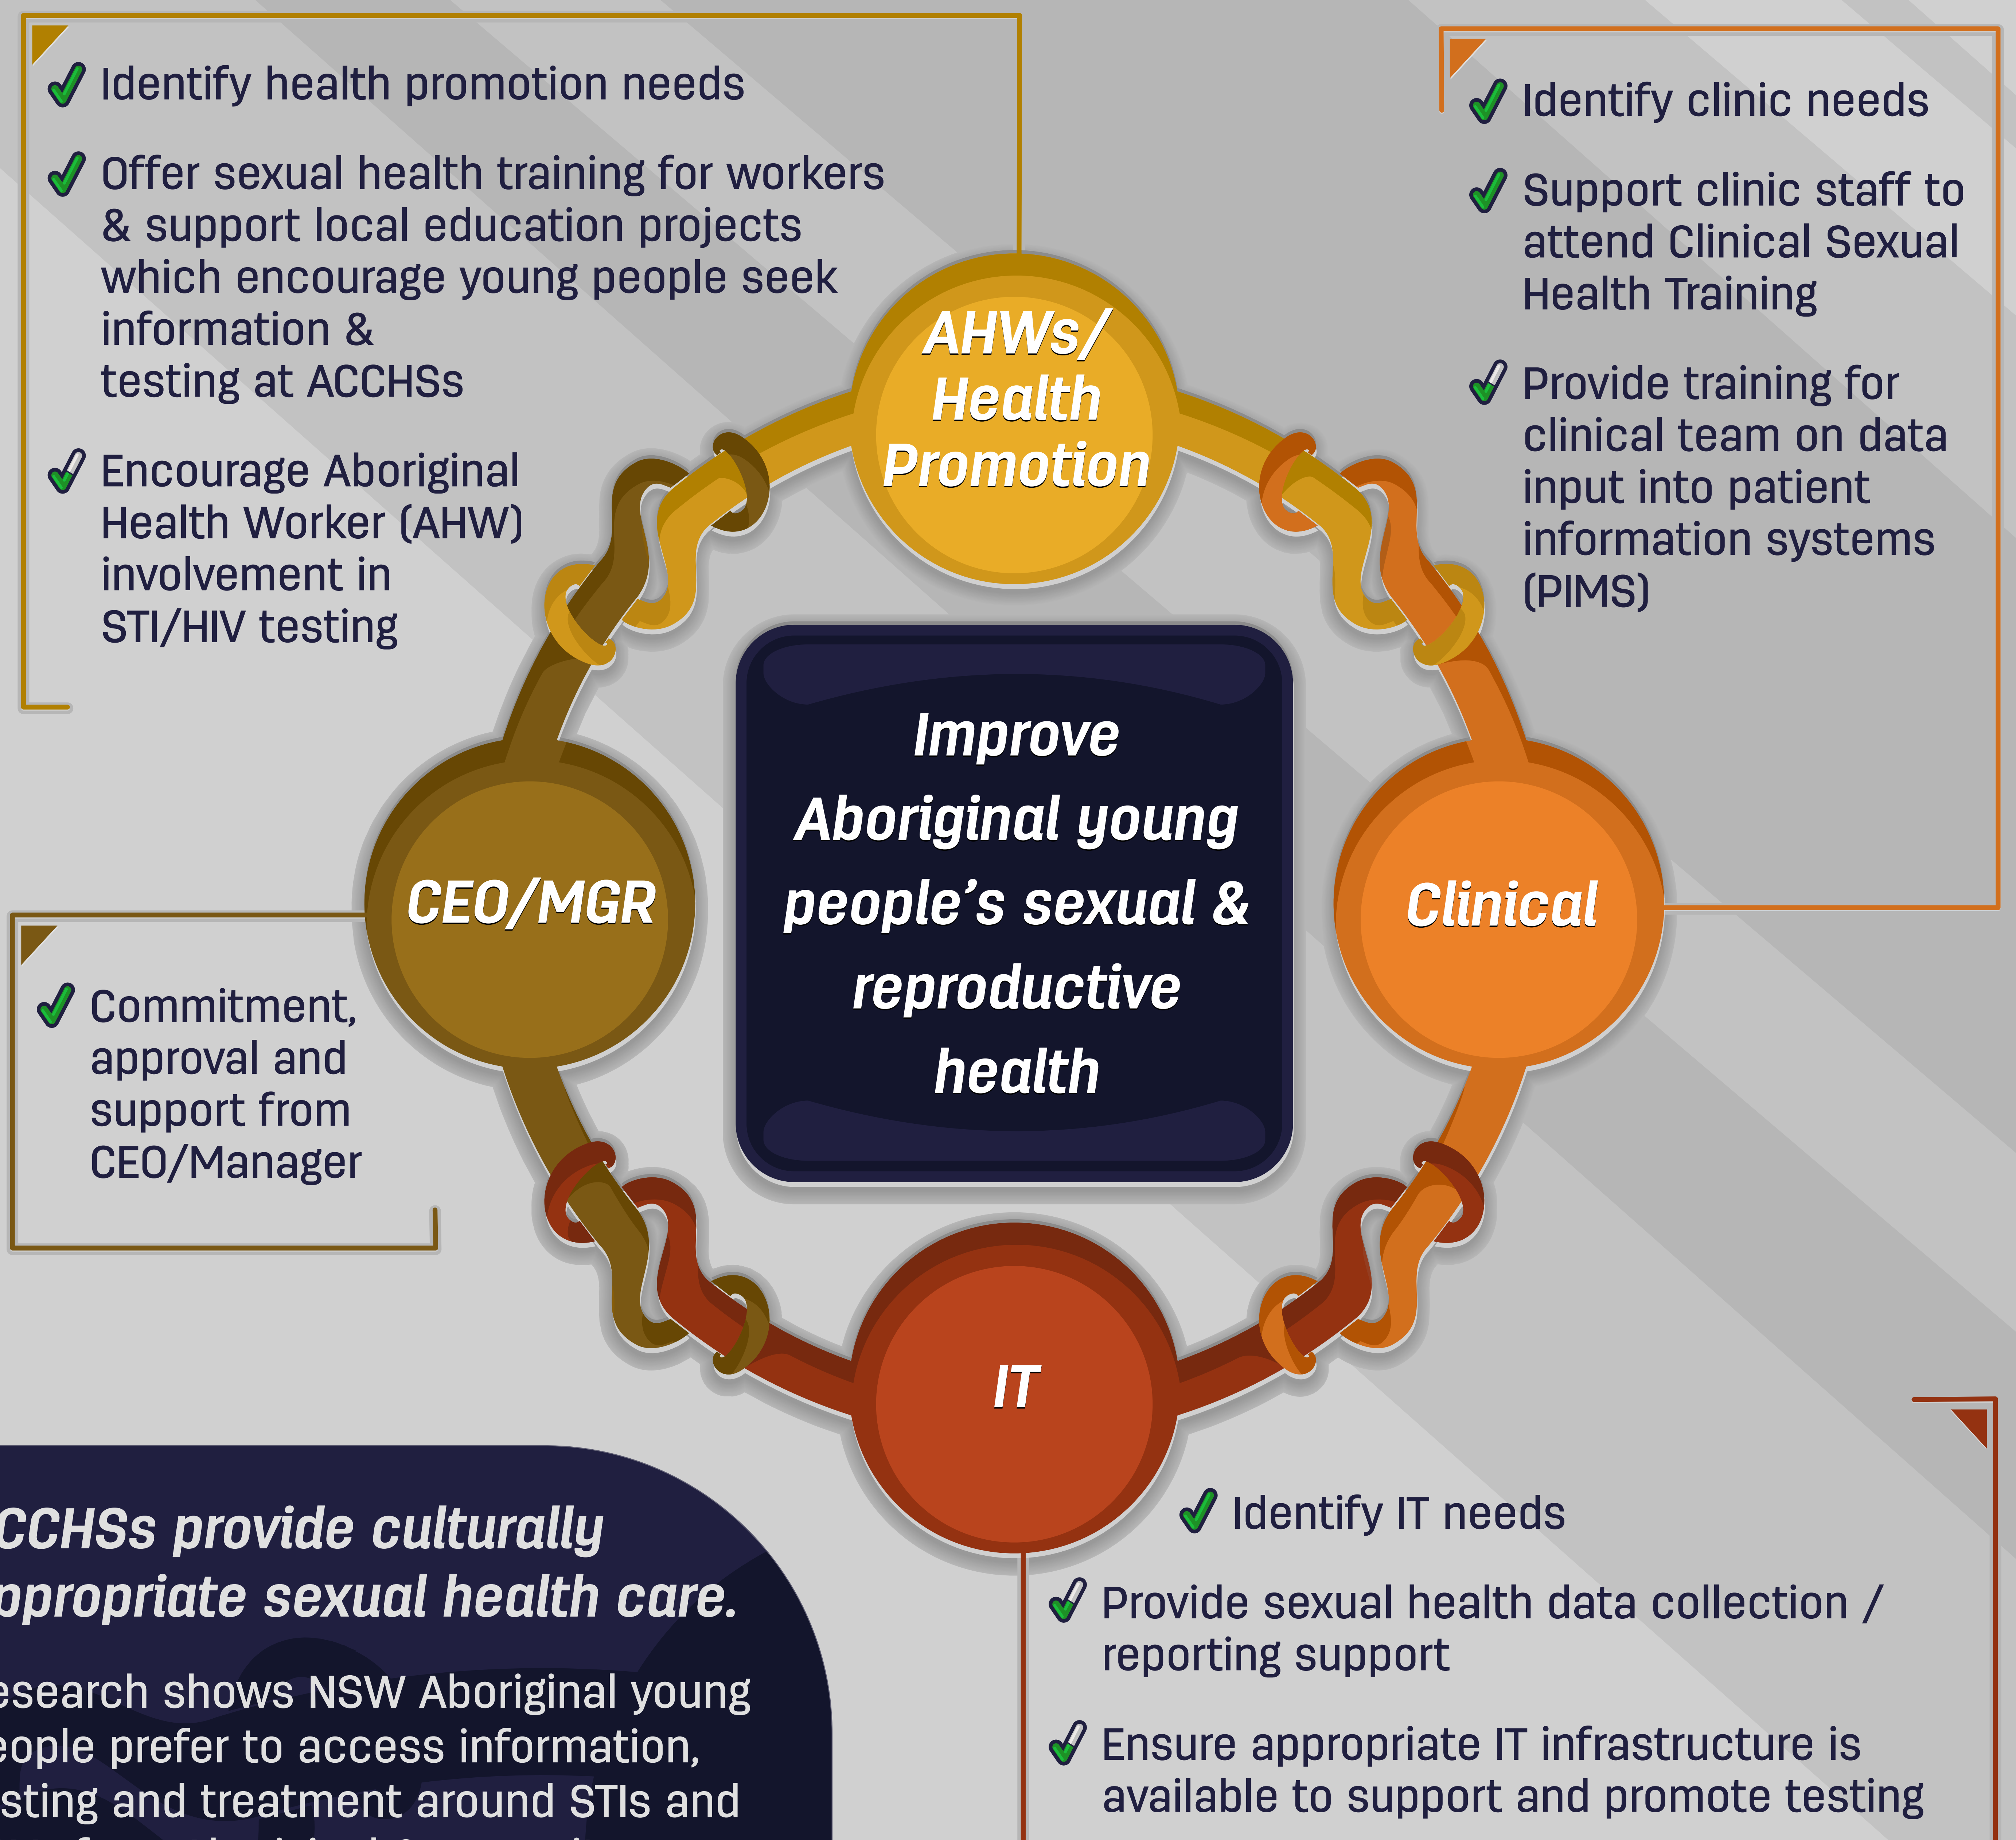 Identify health promotion needs
Offer sexual health training for workers
& support local education projects
which encourage young people seek
information &
testing at ACCHSs
Encourage Aboriginal
Health Worker (AHW)
involvement in
STI/HIV testing
Identify clinic needs
Support clinic staff to
attend Clinical Sexual
Health Training
Provide training for
clinical team on data
input into patient
information systems
(PIMS)
AHWs/
Health
Promotion
Improve
Aboriginal young
people’s sexual &
reproductive
health
CEO/MGR
Clinical
Commitment,
approval and
support from
CEO/Manager
IT
Identify IT needs
Provide sexual health data collection /
reporting support
Ensure appropriate IT infrastructure is
available to support and promote testing
CCHSs provide culturally
ppropriate sexual health care.
esearch shows NSW Aboriginal young
eople prefer to access information,
sting and treatment around STIs and